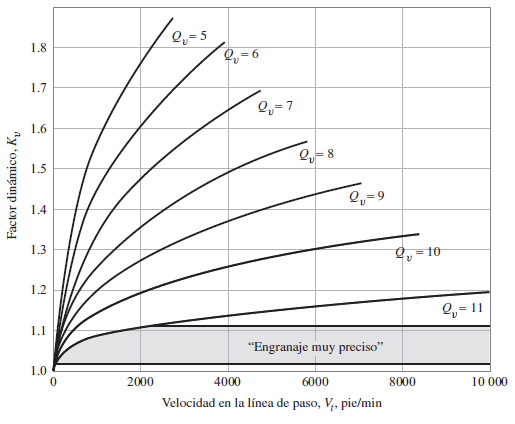 Factor dinámico, Kv
1.8
1.7
1.6
1.5
1.4
1.3
1.2
1.1
1.0
Qv = 5
Qv = 6
Qv = 7
Qv = 8
Qv = 9
Qv = 10
Qv = 11
“Engranaje muy preciso”
0 2000 4000 6000 8000 10 000
Velocidad en la línea de paso, Vt, pie/min